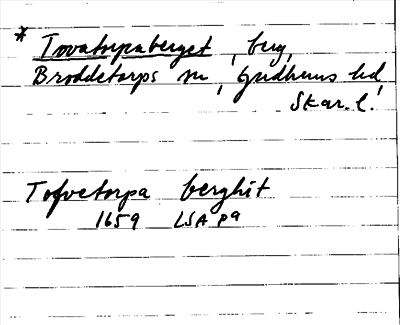 * Tovatorpaberget, berg,
Broddetorps sn, Gudhems hd
Skar. l.
Tofvetorpa berghit
1659 LSA P9